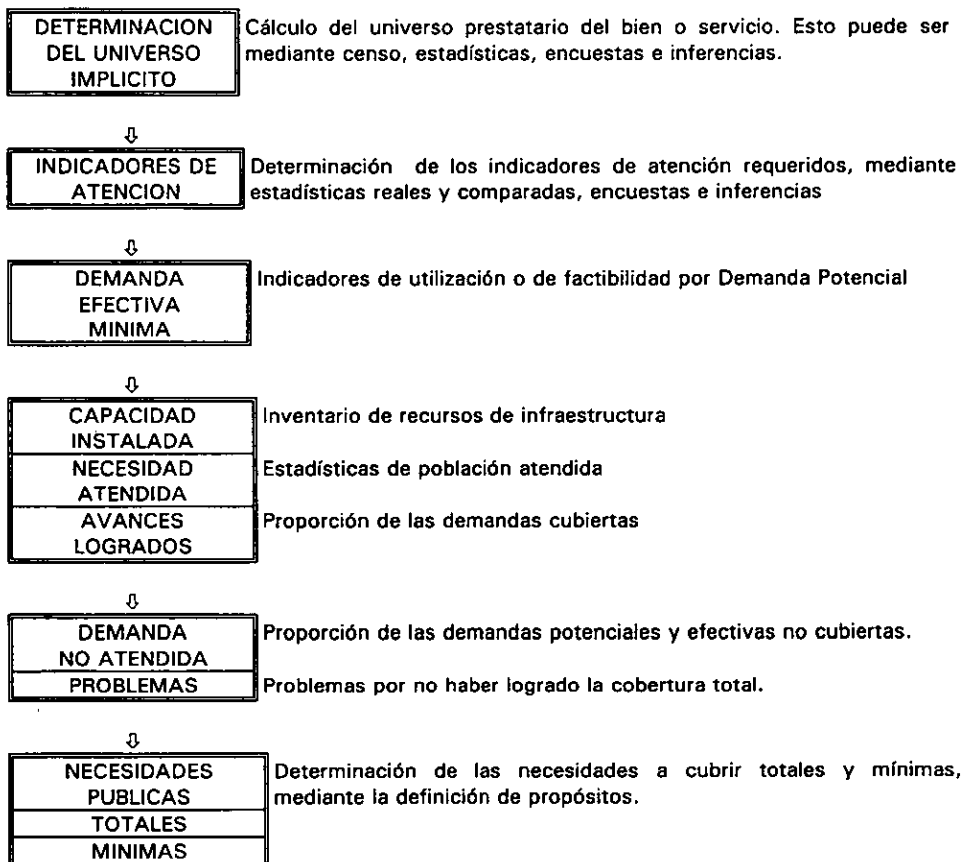 DETERMINACION
DEL UNIVERSO
IMPLICITO
Cálculo del universo prestatario del bien o servicio. Esto puede ser
mediante censo, estadísticas, encuestas e inferencias.
INDICADORES DE
ATENCION
Determinación de los indicadores de atención requeridos, mediante
estadísticas reales y comparadas, encuestas e inferencias
DEMANDA
EFECTIVA
MINIMA
Indicadores de utilización o de factibilidad por Demanda Potencial
CAPACIDAD
INSTALADA
Inventario de recursos de infraestructura
NECESIDAD
ATENDIDA
Estadísticas de población atendida
AVANCES
LOGRADOS
Proporción de las demandas cubiertas
DEMANDA
NO ATENDIDA
Proporción de las demandas potenciales y efectivas no cubiertas.
PROBLEMAS
Problemas por no haber logrado la cobertura total.
NECESIDADES
PUBLICAS
Determinación de las necesidades a cubrir totales y mínimas,
mediante la definición de propósitos.
TOTALES
MINIMAS